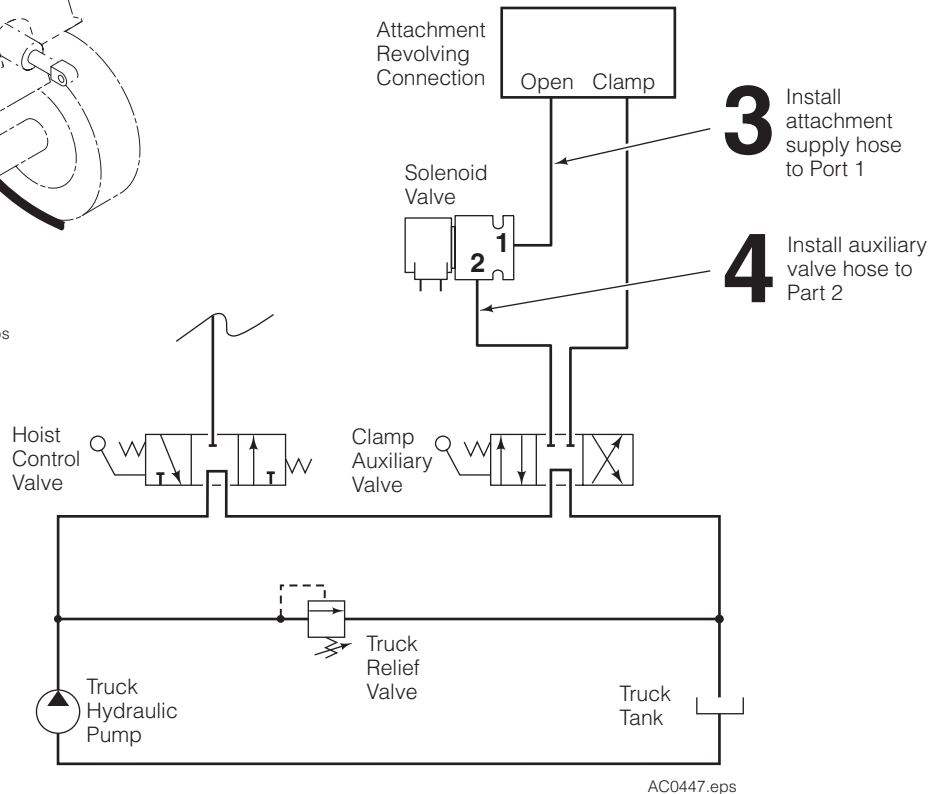 Attachment
Revolving
Connection
Open Clamp
3
Install
attachment
supply hose
to Port 1
Solenoid
Valve
1
2
4
Install auxiliary
valve hose to
Part 2
Hoist
Control
Valve
Clamp
Auxiliary
Valve
Truck
Relief
Valve
Truck
Hydraulic
Pump
Truck
Tank
AC0447.eps